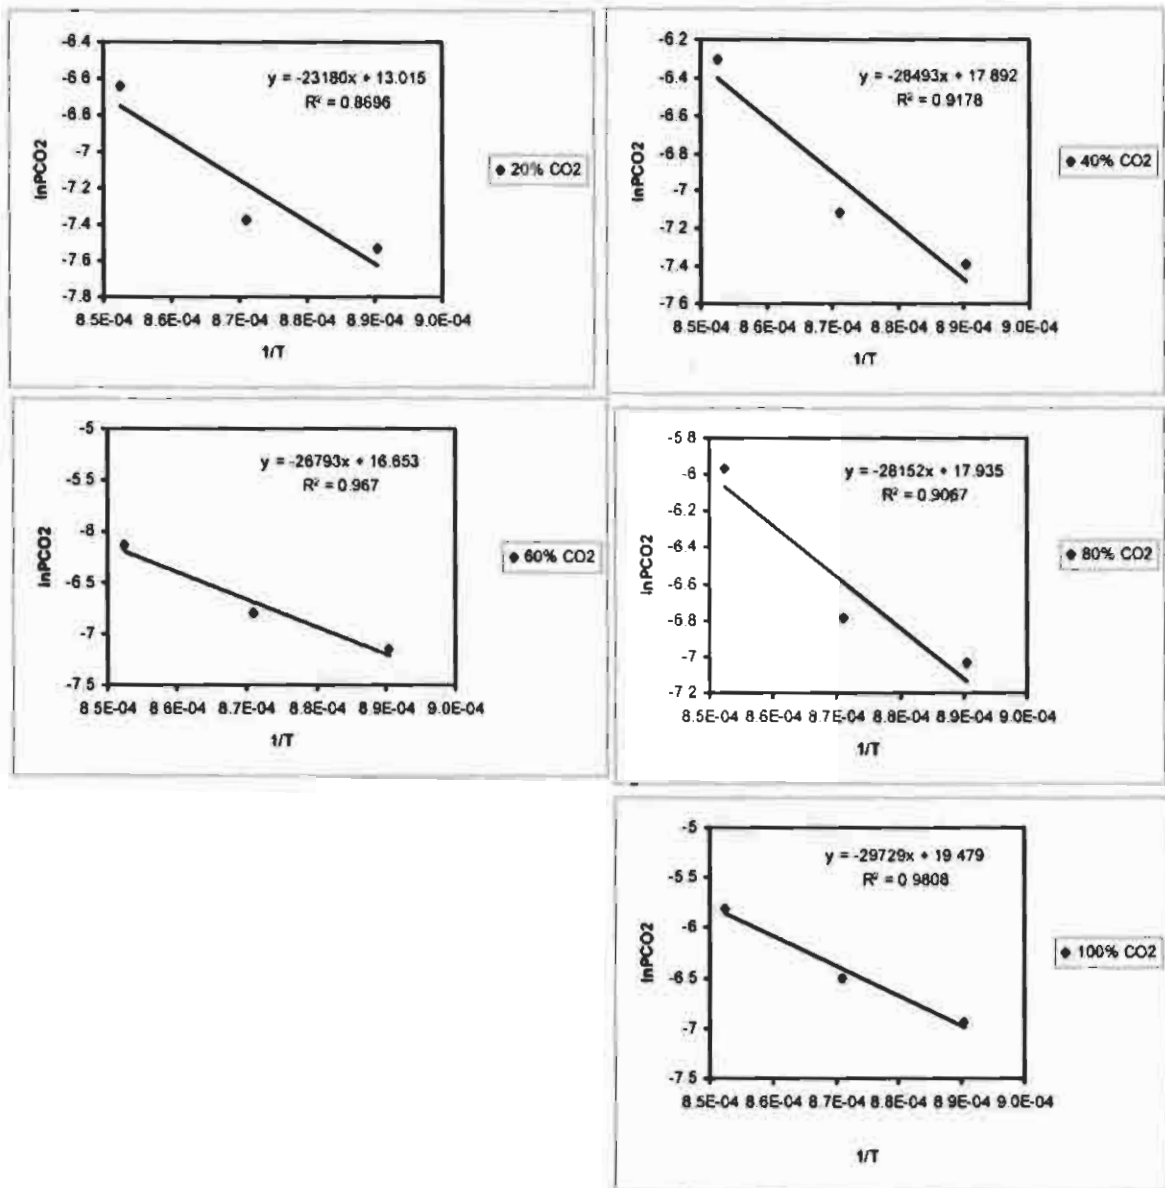 -6.4
-6.6
-6.8
-7
-7.2
-7.4
-7.6
-7.8
lnPCO2
y = -23180x + 13.015
R² = 0.8696
20% CO2
8.5E-04 8.6E-04 8.7E-04 8.8E-04 8.9E-04 9.0E-04
1/T
-6.2
-6.4
-6.6
-6.8
-7
-7.2
-7.4
-7.6
lnPCO2
y = -28493x + 17.892
R² = 0.9178
40% CO2
8.5E-04 8.6E-04 8.7E-04 8.8E-04 8.9E-04 9.0E-04
1/T
-5
-5.5
-6
-6.5
-7
-7.5
lnPCO2
y = -26793x + 16.653
R² = 0.967
60% CO2
8.5E-04 8.6E-04 8.7E-04 8.8E-04 8.9E-04 9.0E-04
1/T
-5.8
-6
-6.2
-6.4
-6.6
-6.8
-7
-7.2
lnPCO2
y = -28152x + 17.935
R² = 0.9067
80% CO2
8.5E-04 8.6E-04 8.7E-04 8.8E-04 8.9E-04 9.0E-04
1/T
-5
-5.5
-6
-6.5
-7
-7.5
lnPCO2
y = -29729x + 19.479
R² = 0.9808
100% CO2
8.5E-04 8.6E-04 8.7E-04 8.8E-04 8.9E-04 9.0E-04
1/T